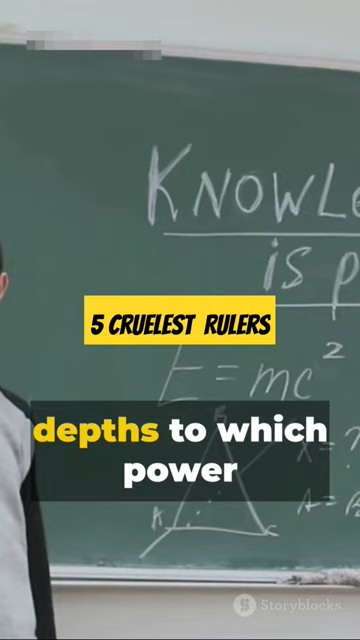 KNOWLE
is p
5 CRUELEST RULERS
E = mc²
depths to which
power
B
A
C
Storyblocks